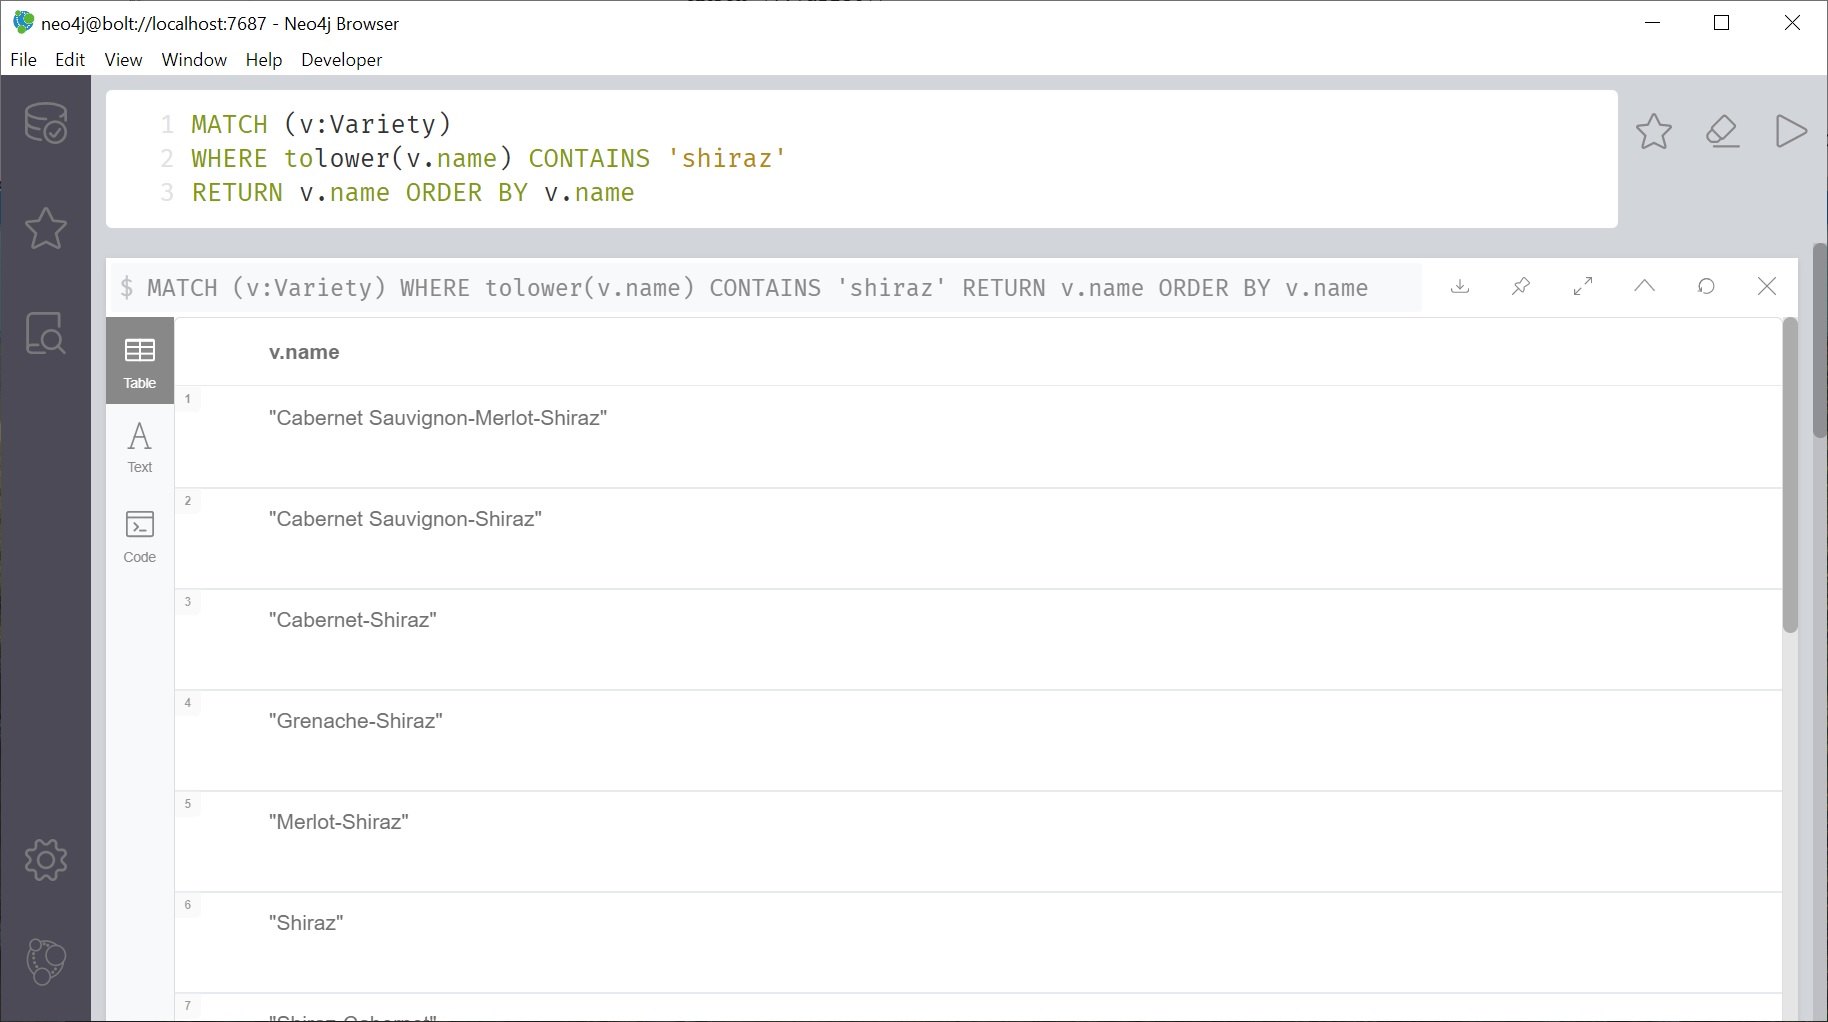 neo4j@bolt://localhost:7687 - Neo4j Browser
File Edit View Window Help Developer
1 MATCH (v:Variety)
2 WHERE tolower(v.name) CONTAINS 'shiraz'
3 RETURN v.name ORDER BY v.name
$ MATCH (v:Variety) WHERE tolower(v.name) CONTAINS 'shiraz' RETURN v.name ORDER BY v.name
Table
Text
Code
v.name
1
"Cabernet Sauvignon-Merlot-Shiraz"
2
"Cabernet Sauvignon-Shiraz"
3
"Cabernet-Shiraz"
4
"Grenache-Shiraz"
5
"Merlot-Shiraz"
6
"Shiraz"
7
"Shiraz-Cabernet"